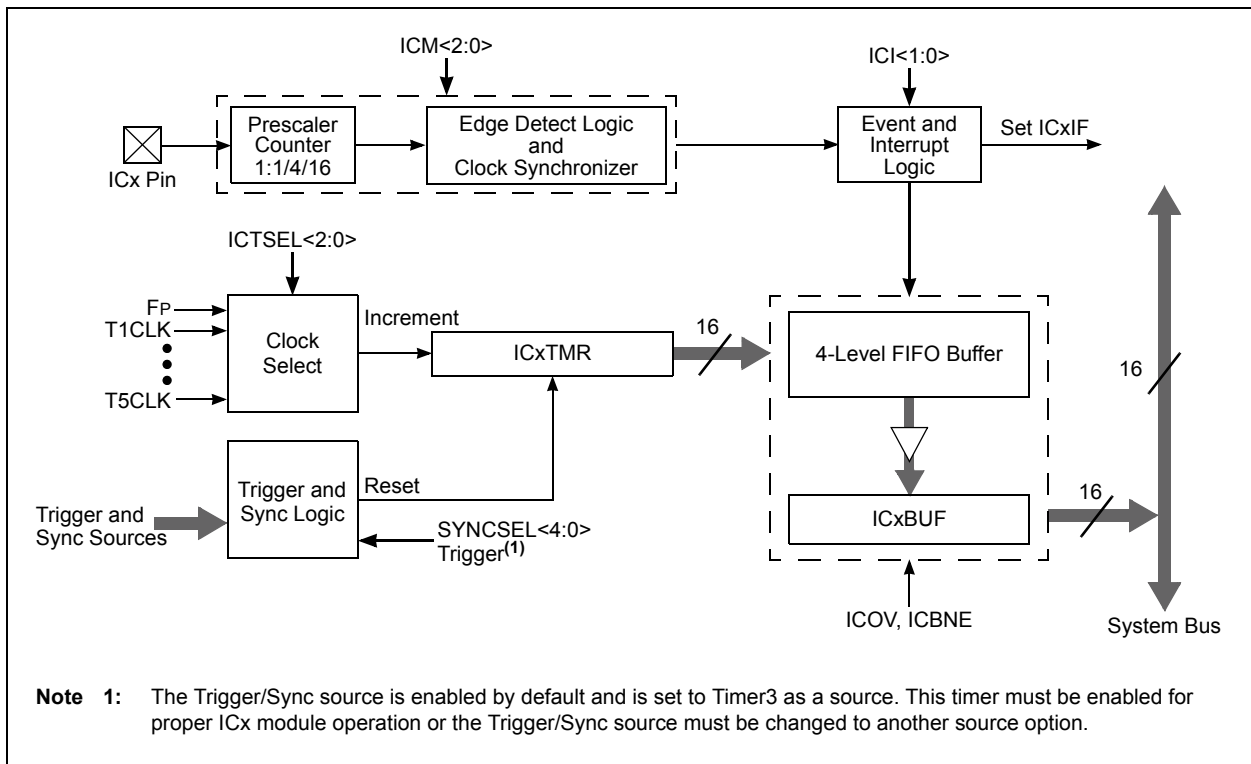 ICM<2:0>
ICI<1:0>
Prescaler
Counter
1:1/4/16
Edge Detect Logic
and
Clock Synchronizer
Event and
Interrupt
Logic
Set ICxIF
ICx Pin
ICTSEL<2:0>
FP
T1CLK
T5CLK
Clock
Select
Increment
ICxTMR
16
4-Level FIFO Buffer
16
Trigger and
Sync Sources
Trigger and
Sync Logic
Reset
SYNCSEL<4:0>
Trigger(1)
ICxBUF
16
ICOV, ICBNE
System Bus
Note 1: The Trigger/Sync source is enabled by default and is set to Timer3 as a source. This timer must be enabled for
proper ICx module operation or the Trigger/Sync source must be changed to another source option.